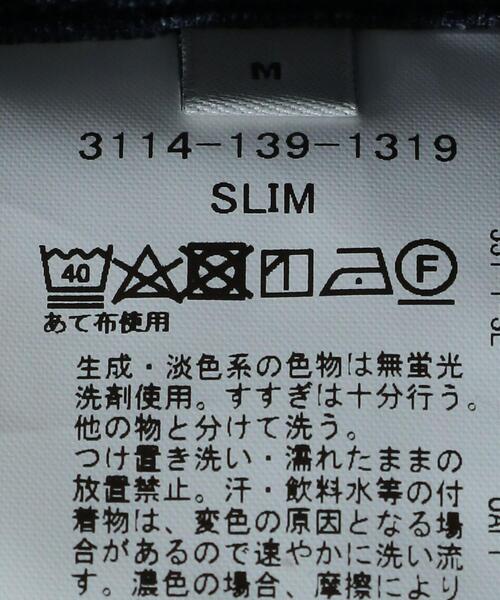 M
3114-139-1319
SLIM
40 F
あて布使用
生成・淡色系の色物は無蛍光
洗剤使用。すすぎは十分行う。
他の物と分けて洗う。
つけ置き洗い・濡れたままの
放置禁止。汗・飲料水等の付
着物は、変色の原因となる場
合があるので速やかに洗い流
す。濃色の場合、摩擦により